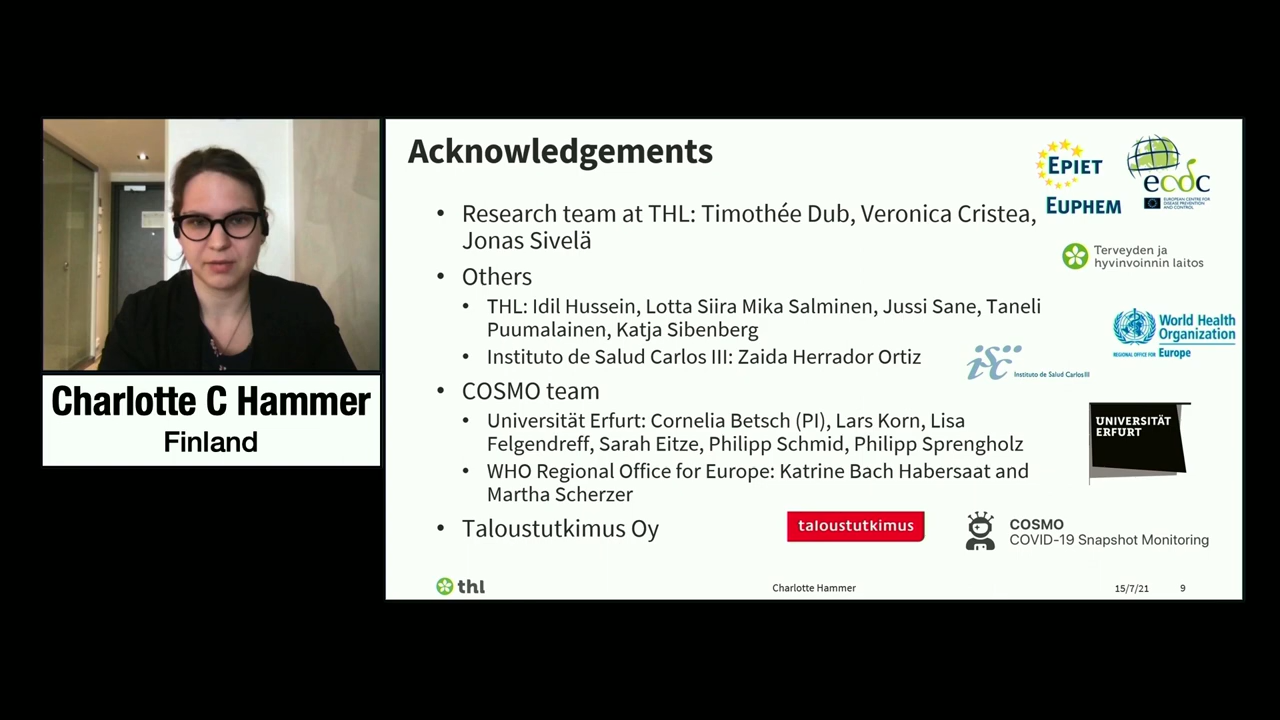 Acknowledgements
EPIET
EUPHEM
ecdc
EUROPEAN CENTRE FOR
DISEASE PREVENTION
AND CONTROL
• Research team at THL: Timothée Dub, Veronica Cristea,
Jonas Sivelä
Terveyden ja
hyvinvoinnin laitos
• Others
• THL: Idil Hussein, Lotta Siira Mika Salminen, Jussi Sane, Taneli
Puumalainen, Katja Sibenberg
World Health
Organization
REGIONAL OFFICE FOR Europe
• Instituto de Salud Carlos III: Zaida Herrador Ortiz
isc
Instituto de Salud Carlos III
• COSMO team
• Universität Erfurt: Cornelia Betsch (PI), Lars Korn, Lisa
Felgendreff, Sarah Eitze, Philipp Schmid, Philipp Sprengholz
UNIVERSITÄT
ERFURT
• WHO Regional Office for Europe: Katrine Bach Habersaat and
Martha Scherzer
• Taloustutkimus Oy
taloustutkimus
COSMO
COVID-19 Snapshot Monitoring
thl
Charlotte Hammer
15/7/21
9
Charlotte C Hammer
Finland